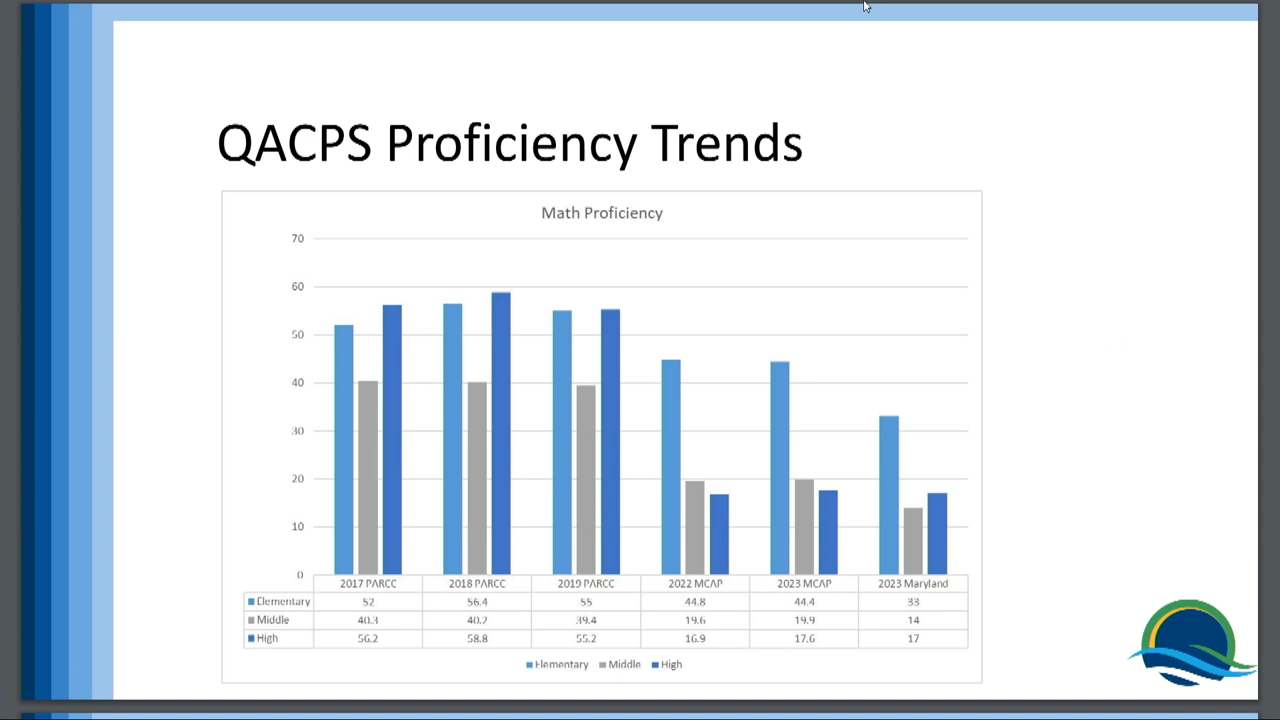 QACPS Proficiency Trends
Math Proficiency
70
60
50
40
30
20
10
0
2017 PARCC 2018 PARCC 2019 PARCC 2022 MCAP 2023 MCAP 2023 Maryland
Elementary 52 56.4 55 44.8 44.4 33
Middle 40.3 40.2 39.4 19.6 19.9 14
High 56.2 58.8 55.2 16.9 17.6 17
Elementary Middle High